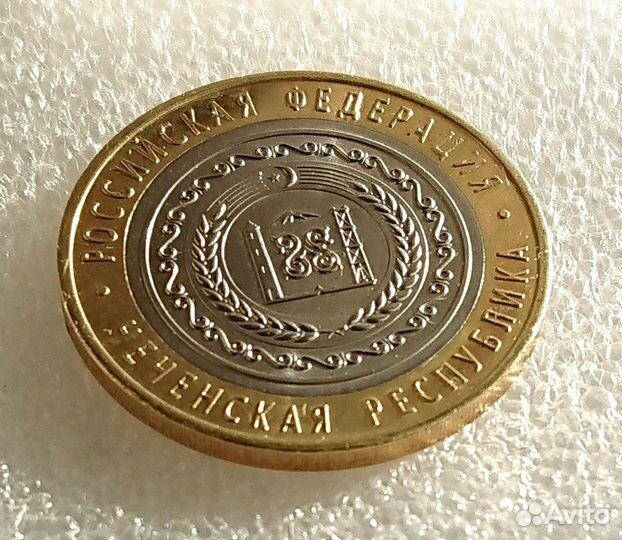 РОССИЙСКАЯ ФЕДЕРАЦИЯ
ЧЕЧЕНСКАЯ РЕСПУБЛИКА
Avito